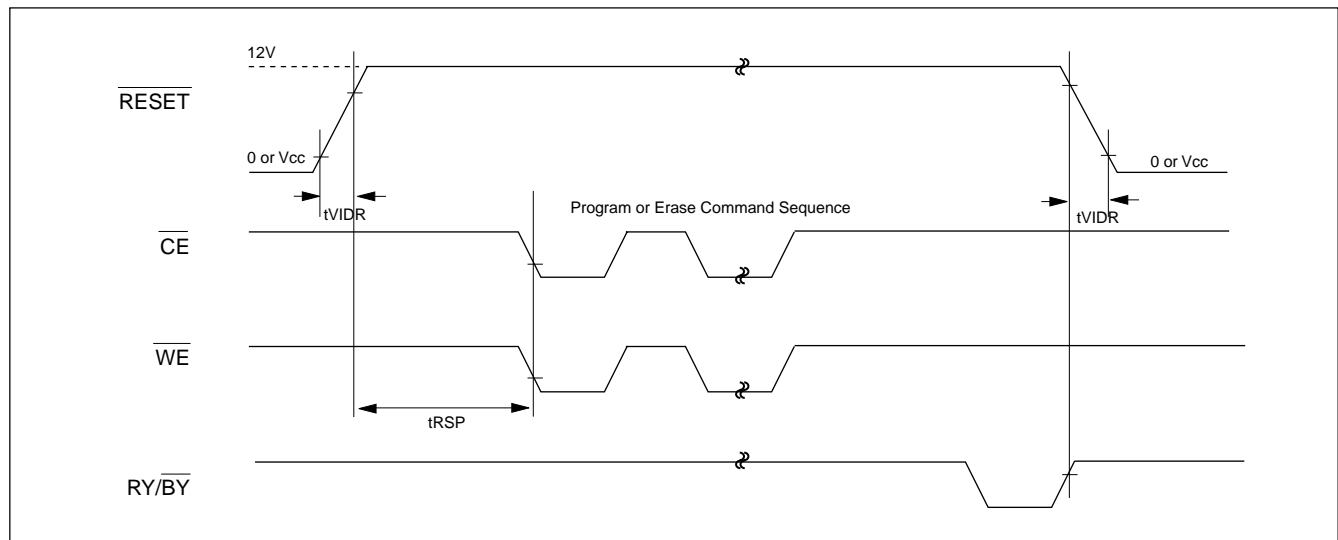 12V
RESET
0 or Vcc
0 or Vcc
tVIDR
tVIDR
Program or Erase Command Sequence
CE
WE
tRSP
RY/BY